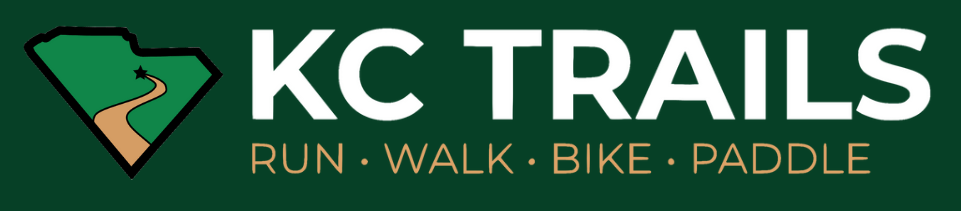 KC TRAILS
RUN • WALK • BIKE • PADDLE